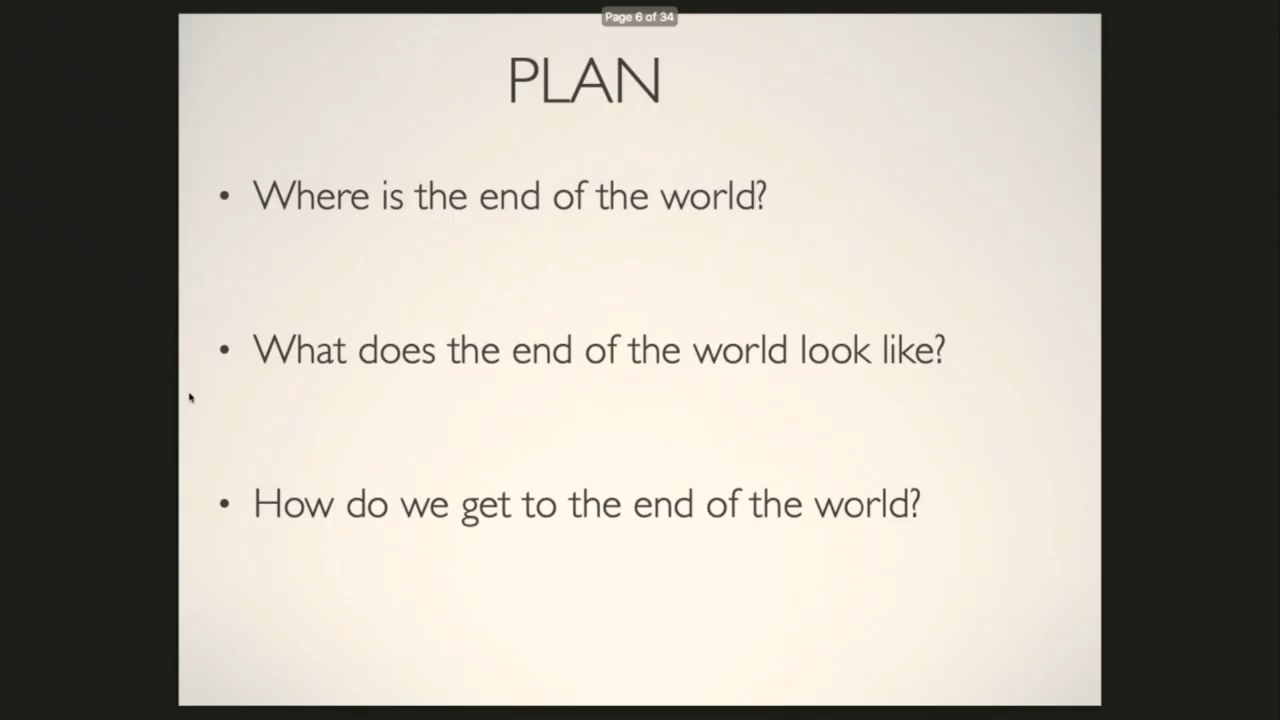 Page 6 of 34
PLAN
• Where is the end of the world?
• What does the end of the world look like?
• How do we get to the end of the world?